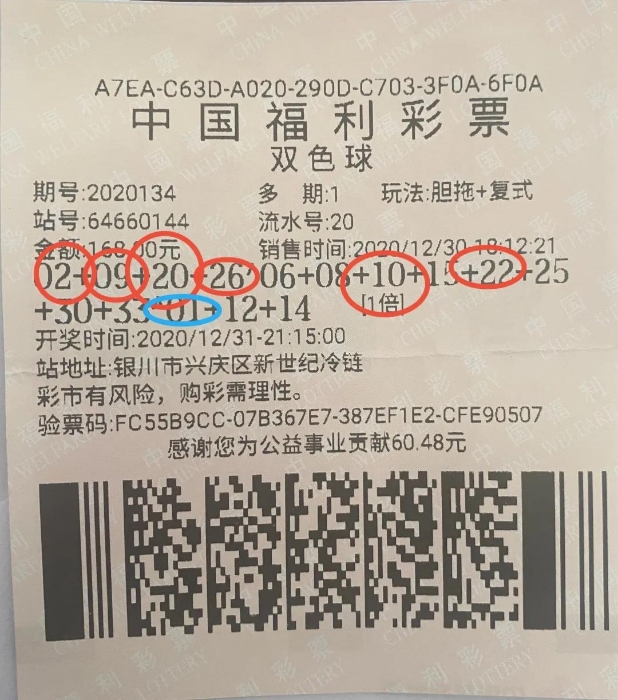 A7EA-C63D-A020-290D-C703-3F0A-6F0A
中国福利彩票
双色球
期号:2020134 多 期:1 玩法:胆拖+复式
站号:64660144 流水号:20
金额:168.00元 销售时间:2020/12/30-18:12:21
02+09+20+26*06+08+10+15+22+25
+30+33*01+12+14 [1倍]
开奖时间:2020/12/31-21:15:00
站地址:银川市兴庆区新世纪冷链
彩市有风险，购彩需理性。
验票码:FC55B9CC-07B367E7-387EF1E2-CFE90507
感谢您为公益事业贡献60.48元